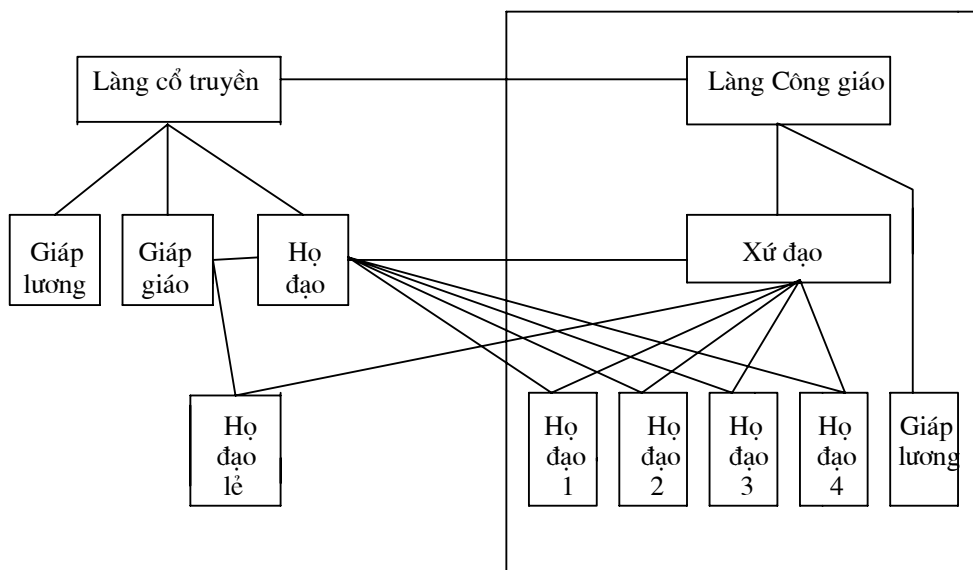 Làng cổ truyền
Làng Công giáo
Giáp
lương
Giáp
giáo
Họ
đạo
Xứ đạo
Họ
đạo
lẻ
Họ
đạo
1
Họ
đạo
2
Họ
đạo
3
Họ
đạo
4
Giáp
lương